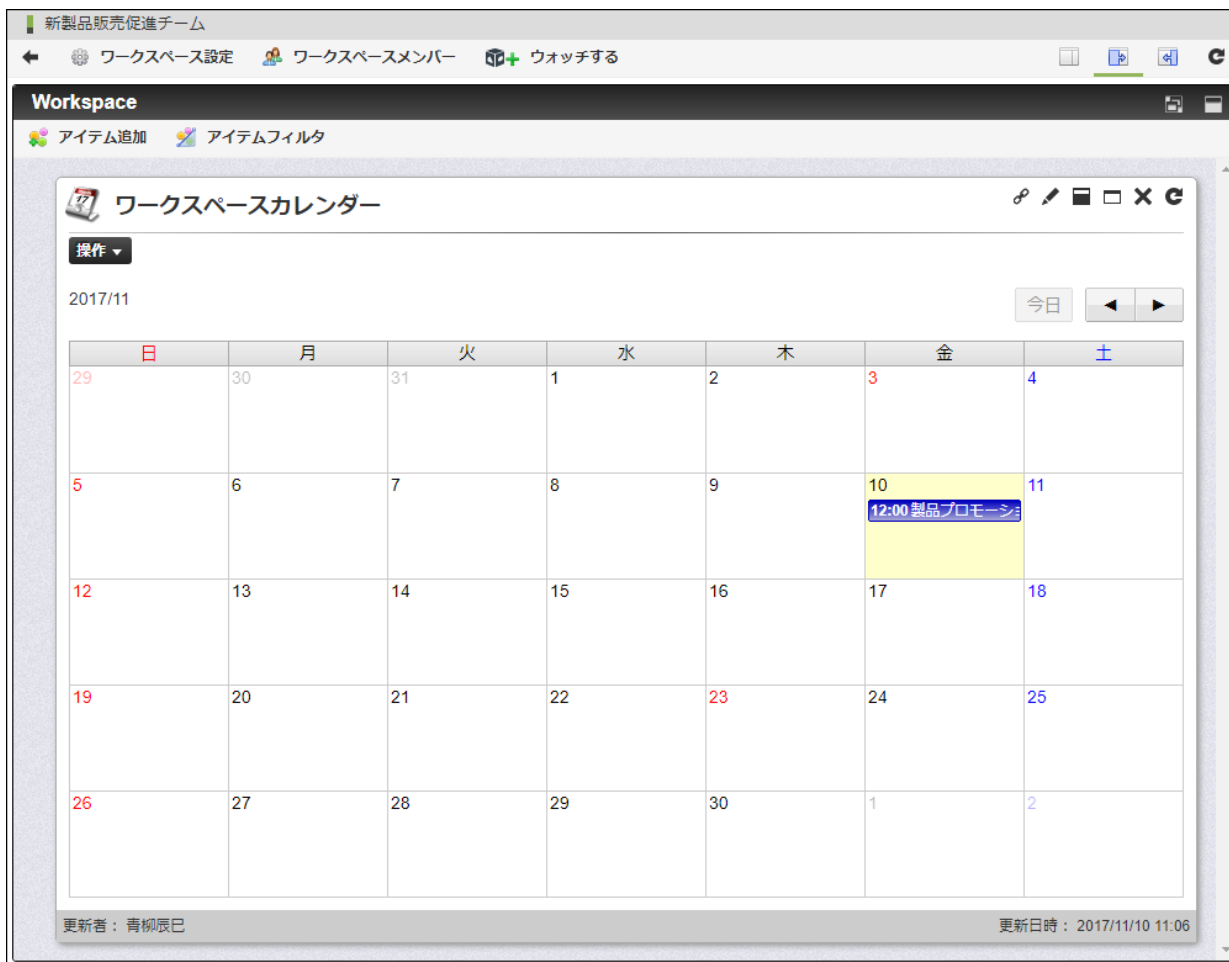 新製品販売促進チーム
ワークスペース設定 ワークスペースメンバー ウォッチする
Workspace
アイテム追加 アイテムフィルタ
ワークスペースカレンダー
操作
2017/11 今日
日 月 火 水 木 金 土
29 30 31 1 2 3 4
5 6 7 8 9 10 11
12:00 製品プロモーショ
12 13 14 15 16 17 18
19 20 21 22 23 24 25
26 27 28 29 30 1 2
更新者： 青柳辰巳 更新日時： 2017/11/10 11:06